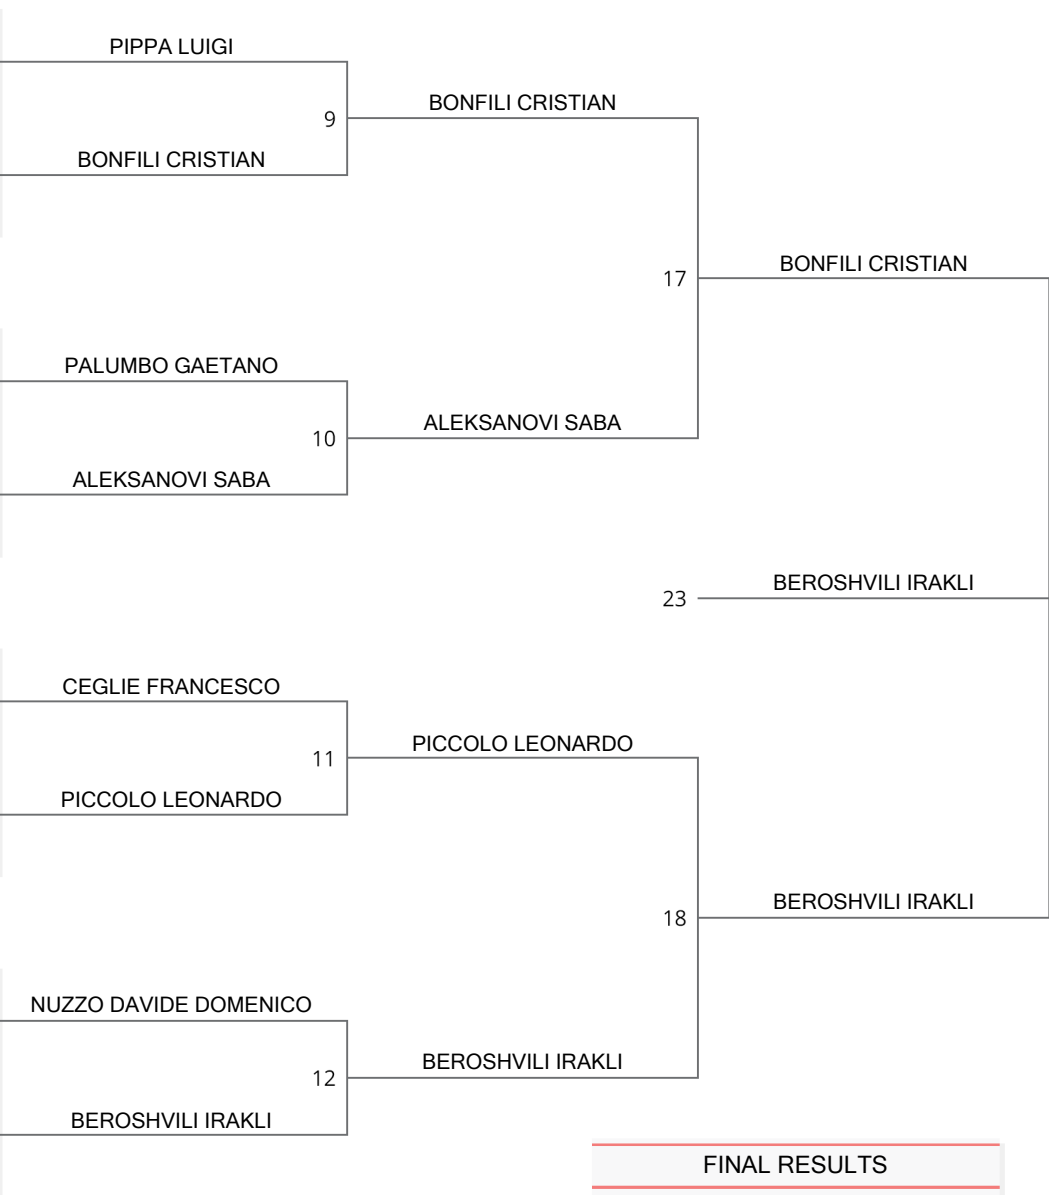 PIPPA LUIGI
9
BONFILI CRISTIAN
BONFILI CRISTIAN
17
BONFILI CRISTIAN
PALUMBO GAETANO
10
ALEKSANOVI SABA
ALEKSANOVI SABA
23
BEROSHVILI IRAKLI
CEGLIE FRANCESCO
11
PICCOLO LEONARDO
PICCOLO LEONARDO
18
BEROSHVILI IRAKLI
NUZZO DAVIDE DOMENICO
12
BEROSHVILI IRAKLI
BEROSHVILI IRAKLI
FINAL RESULTS